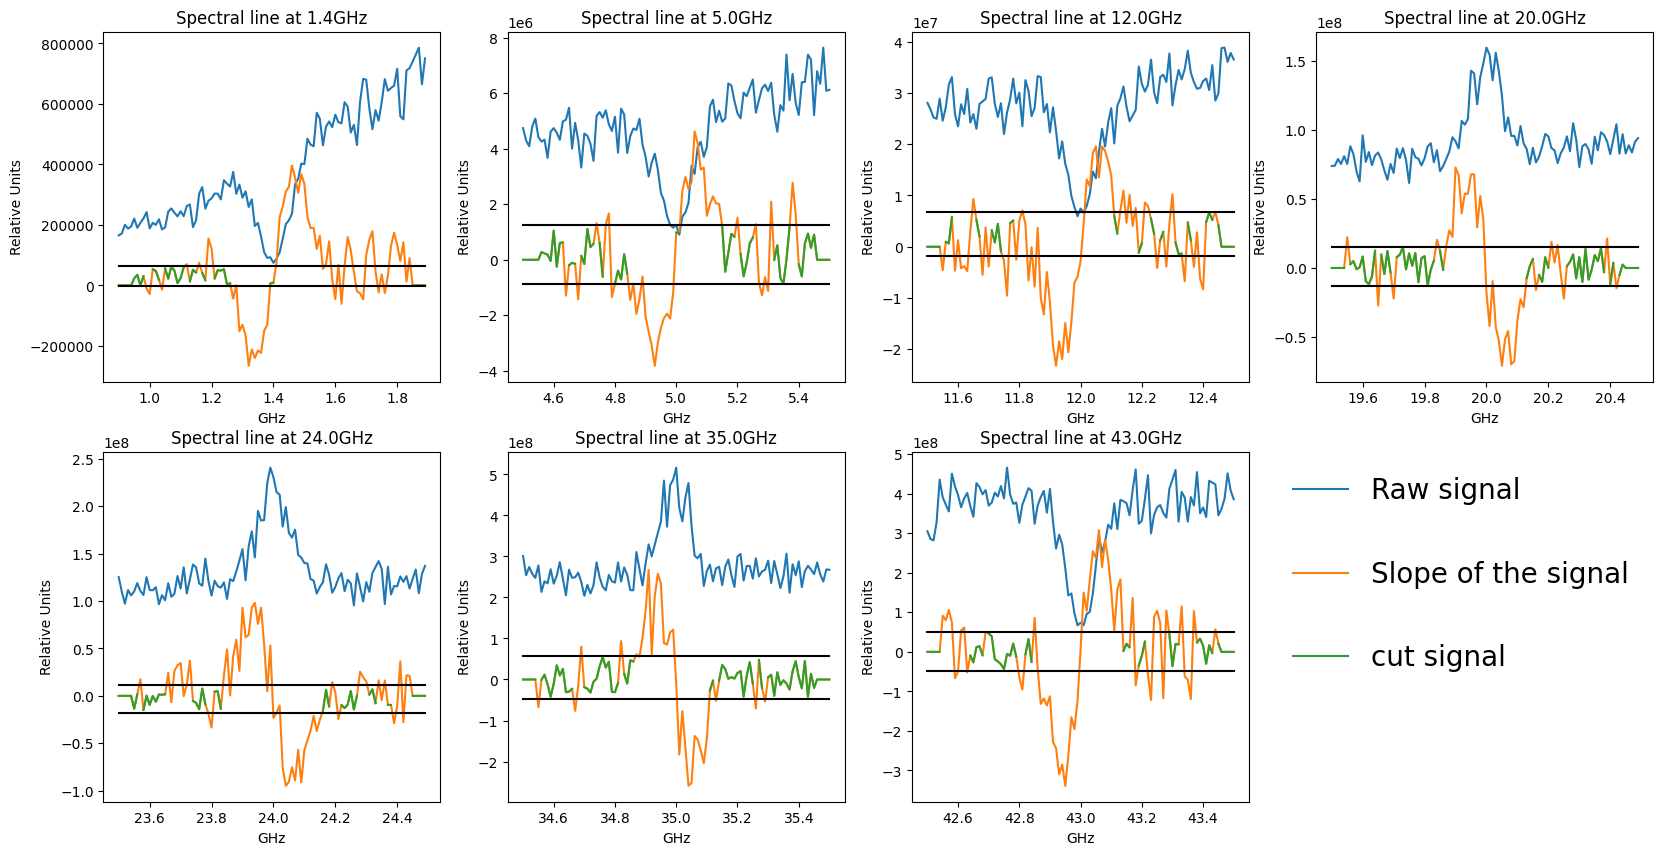 Spectral line at 1.4GHz
800000
600000
400000
200000
0
−200000
Relative Units
1.0 1.2 1.4 1.6 1.8
GHz
Spectral line at 5.0GHz
1e6
8
6
4
2
0
−2
−4
Relative Units
4.6 4.8 5.0 5.2 5.4
GHz
Spectral line at 12.0GHz
1e7
4
3
2
1
0
−1
−2
Relative Units
11.6 11.8 12.0 12.2 12.4
GHz
Spectral line at 20.0GHz
1e8
1.5
1.0
0.5
0.0
−0.5
Relative Units
19.6 19.8 20.0 20.2 20.4
GHz
Spectral line at 24.0GHz
1e8
2.5
2.0
1.5
1.0
0.5
0.0
−0.5
−1.0
Relative Units
23.6 23.8 24.0 24.2 24.4
GHz
Spectral line at 35.0GHz
1e8
5
4
3
2
1
0
−1
−2
Relative Units
34.6 34.8 35.0 35.2 35.4
GHz
Spectral line at 43.0GHz
1e8
5
4
3
2
1
0
−1
−2
−3
Relative Units
42.6 42.8 43.0 43.2 43.4
GHz
Raw signal
Slope of the signal
cut signal